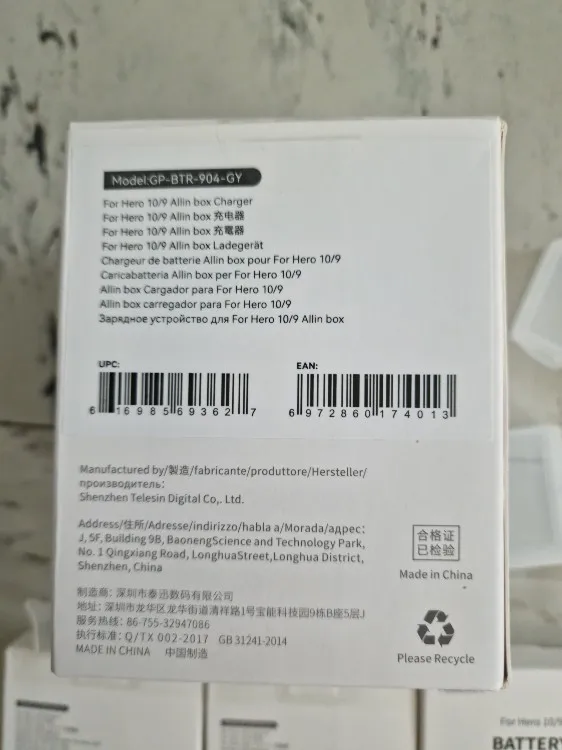 Model:GP-BTR-904-GY
For Hero 10/9 Allin box Charger
For Hero 10/9 Allin box 充电器
For Hero 10/9 Allin box 充電器
For Hero 10/9 Allin box Ladegerät
Chargeur de batterie Allin box pour For Hero 10/9
Caricabatteria Allin box per For Hero 10/9
Allin box Cargador para For Hero 10/9
Allin box carregador para For Hero 10/9
Зарядное устройство для For Hero 10/9 Allin box
UPC:
6 16985 69362 7
EAN:
6 972860 174013
Manufactured by/製造/fabricante/produttore/Hersteller/
производитель:
Shenzhen Telesin Digital Co,. Ltd.
Address/住所/Adresse/indirizzo/habla a/Morada/адрес:
J, 5F, Building 9B, BaonengScience and Technology Park,
No. 1 Qingxiang Road, LonghuaStreet,Longhua District,
Shenzhen, China
合格证
已检验
Made in China
制造商: 深圳市泰迅数码有限公司
地址: 深圳市龙华区龙华街道清祥路1号宝能科技园9栋B座5层J
服务热线: 86-755-32947086
执行标准: Q/TX 002-2017 GB 31241-2014
MADE IN CHINA 中国制造
Please Recycle
For Hero 10/9
BATTERY